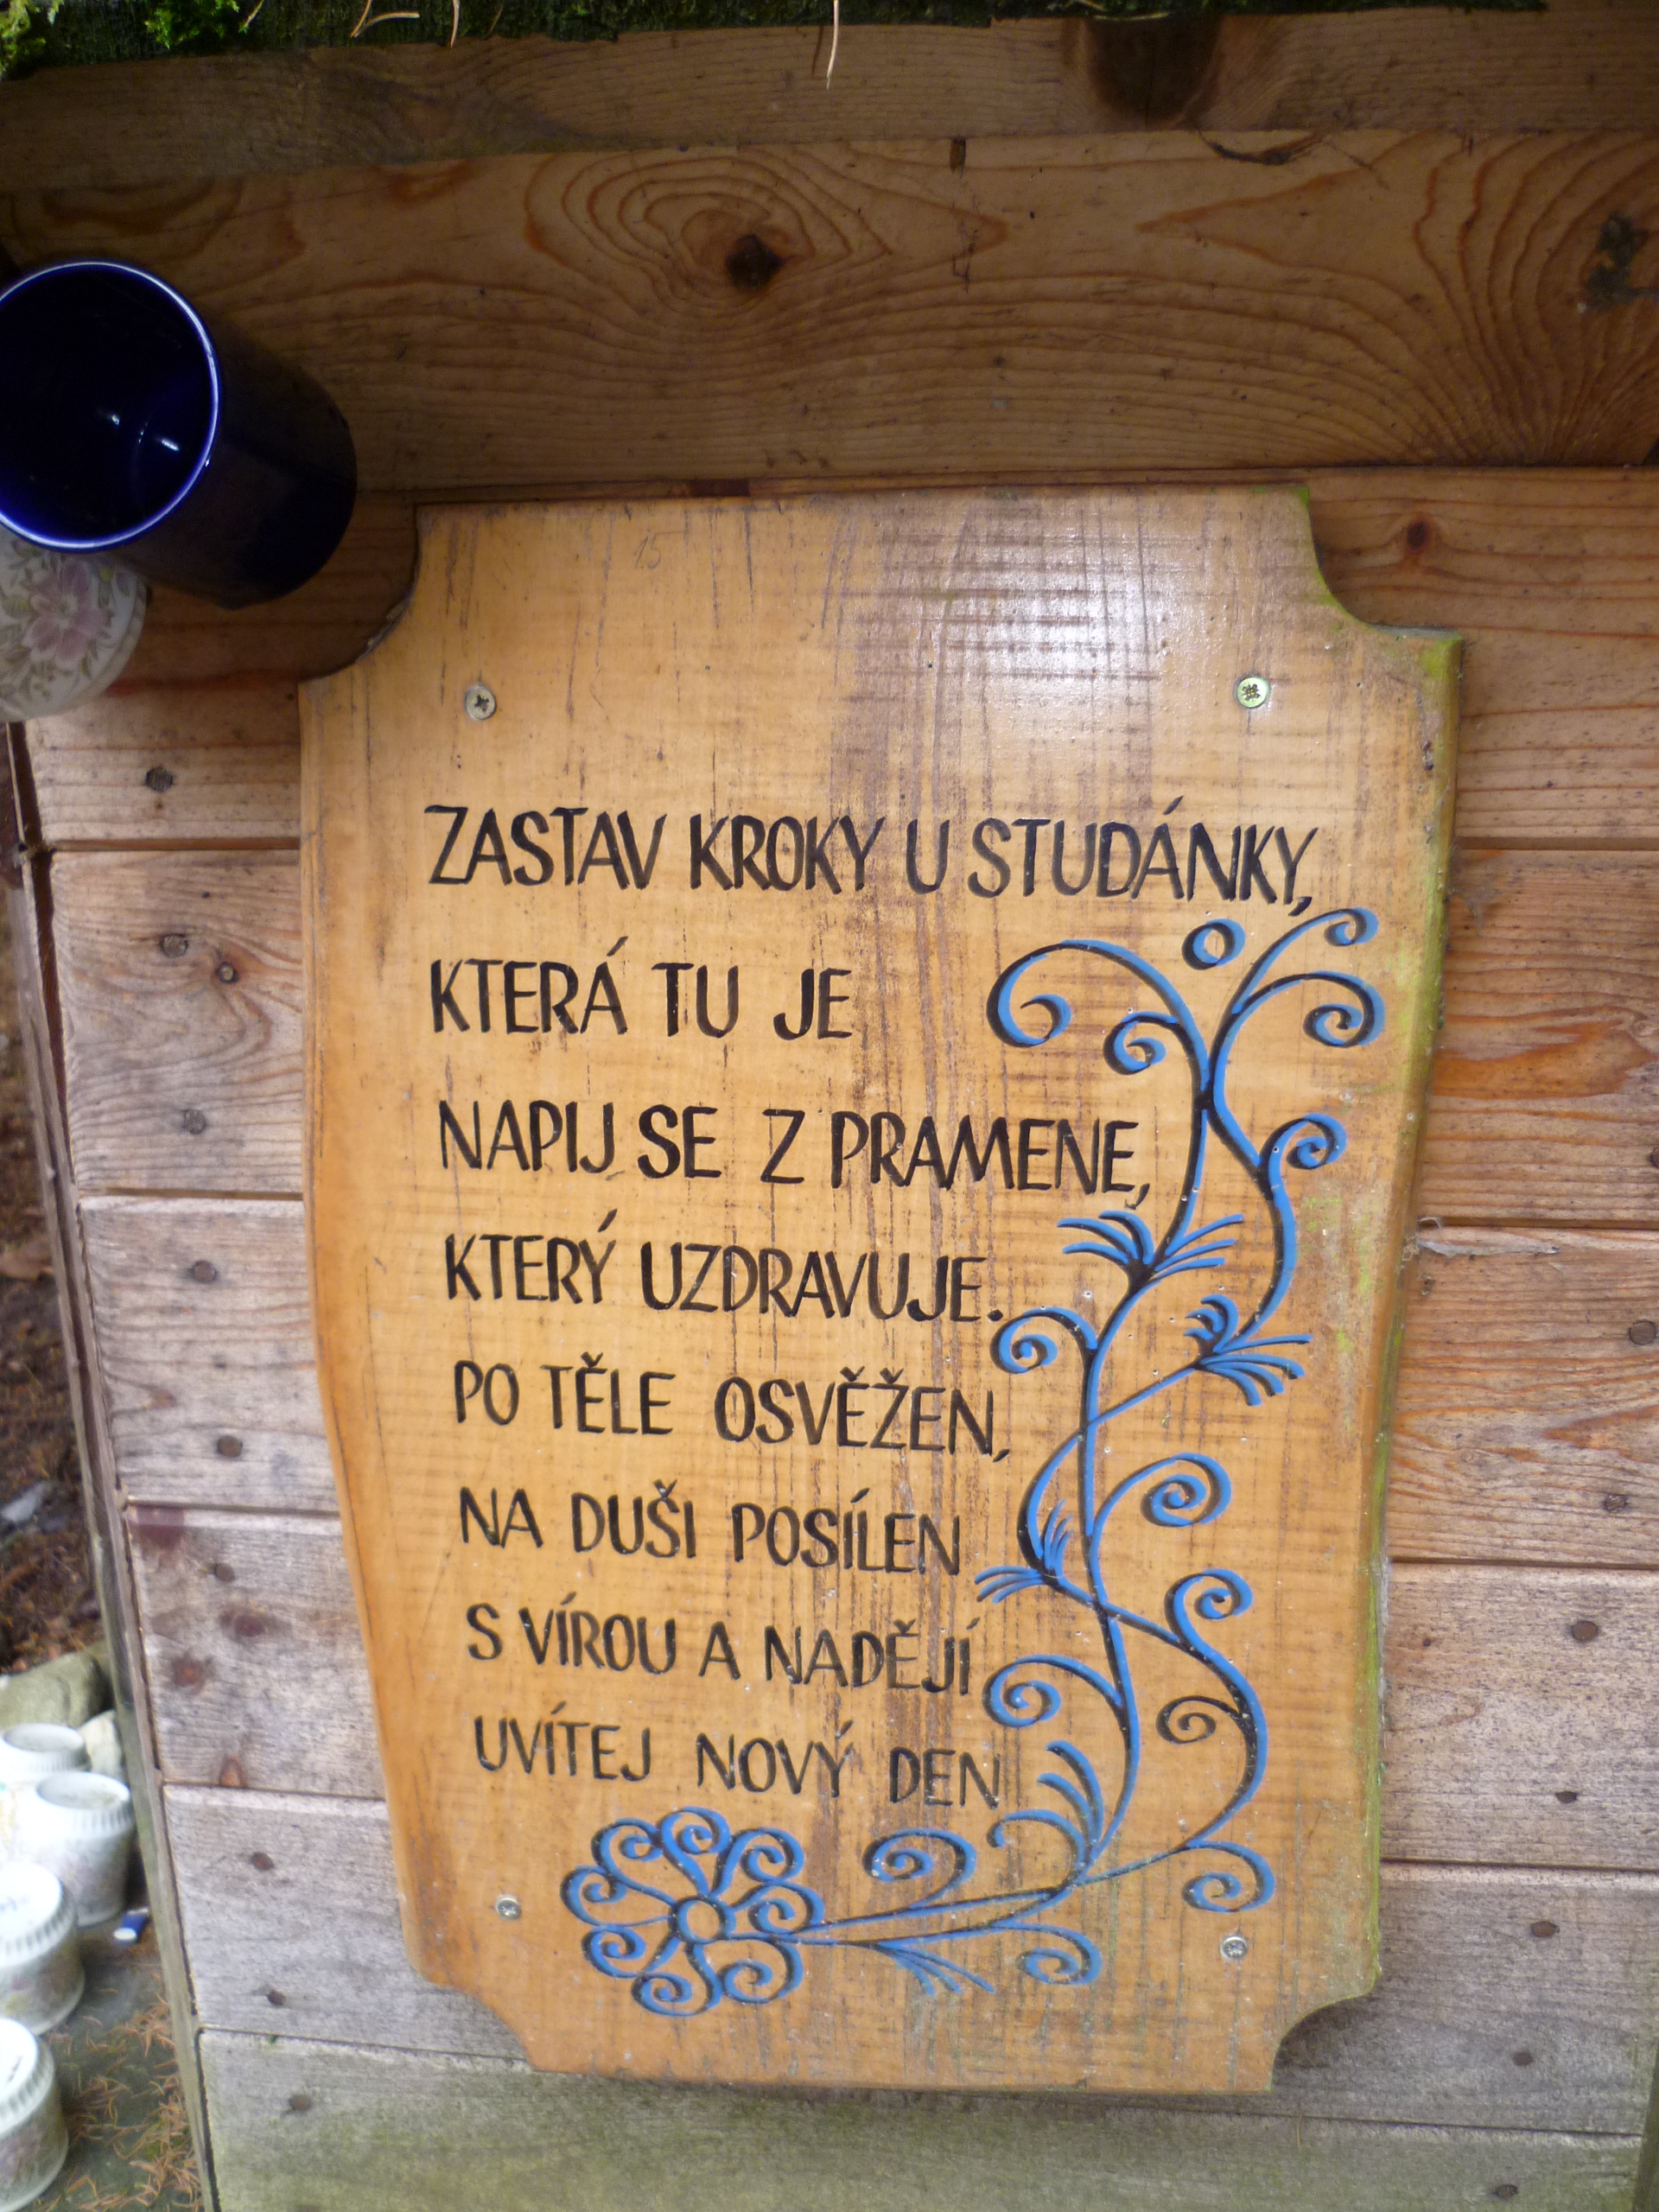 15
ZASTAV KROKY U STUDÁNKY,
KTERÁ TU JE
NAPIJ SE Z PRAMENE,
KTERÝ UZDRAVUJE.
PO TĚLE OSVĚŽEN,
NA DUŠI POSÍLEN
S VÍROU A NADĚJÍ
UVÍTEJ NOVÝ DEN